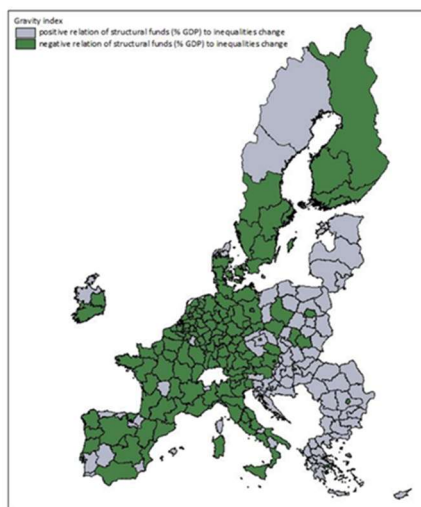 Gravity index
positive relation of structural funds (% GDP) to inequalities change
negative relation of structural funds (% GDP) to inequalities change